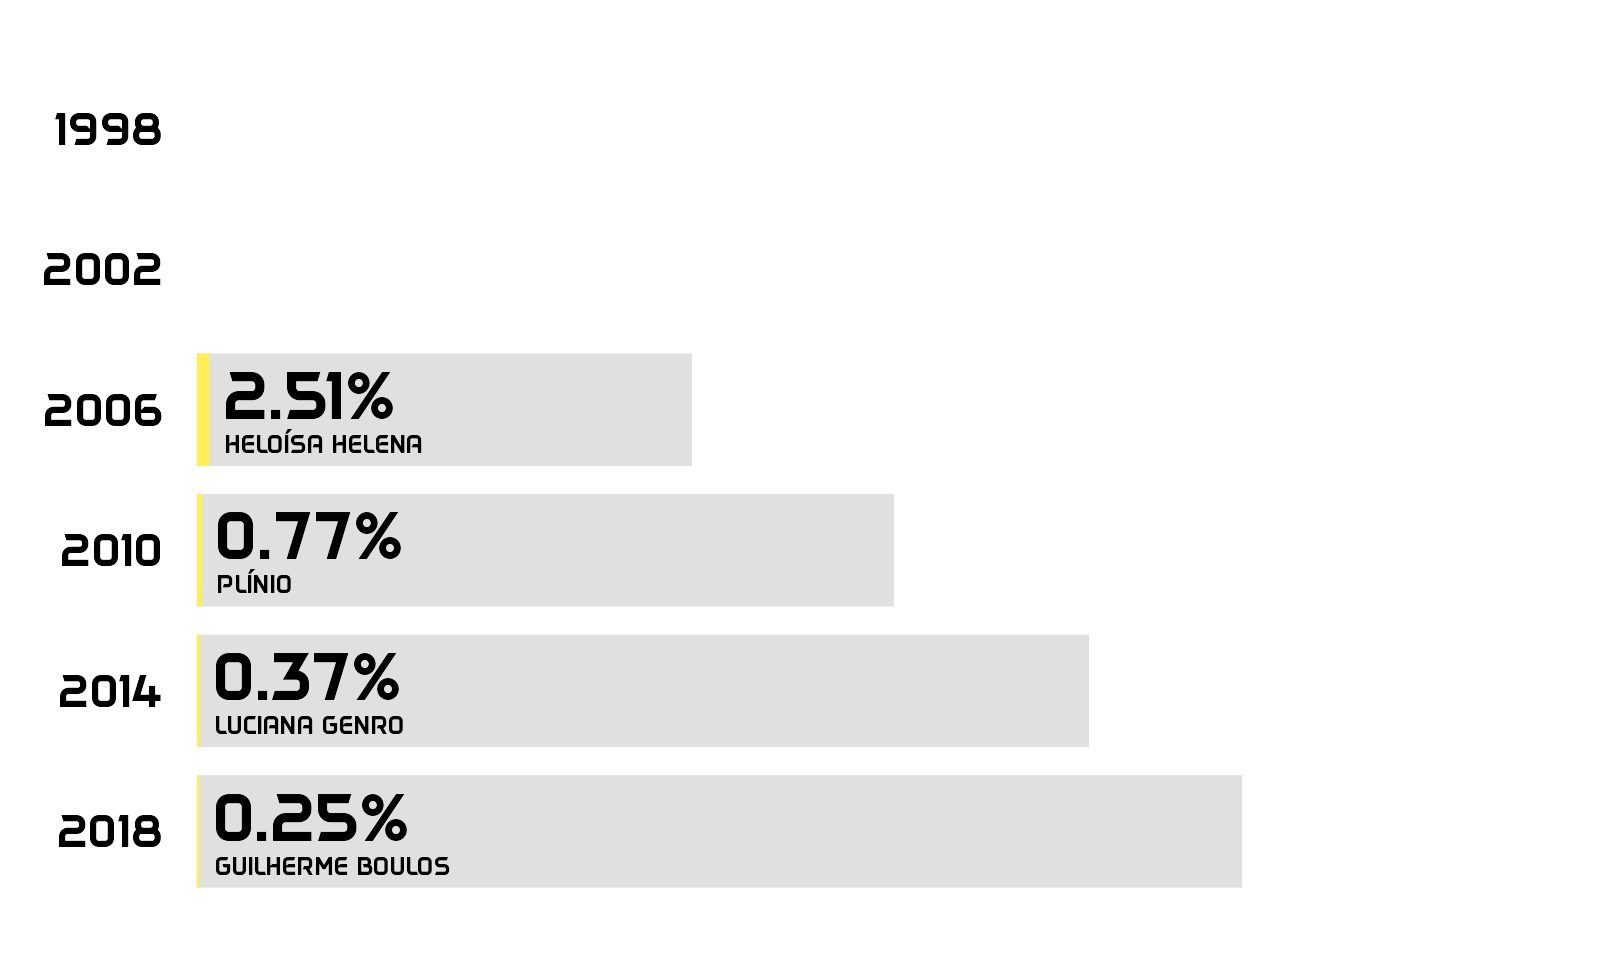 1998
2002
2006
2.51%
HELOÍSA HELENA
2010
0.77%
PLÍNIO
2014
0.37%
LUCIANA GENRO
2018
0.25%
GUILHERME BOULOS